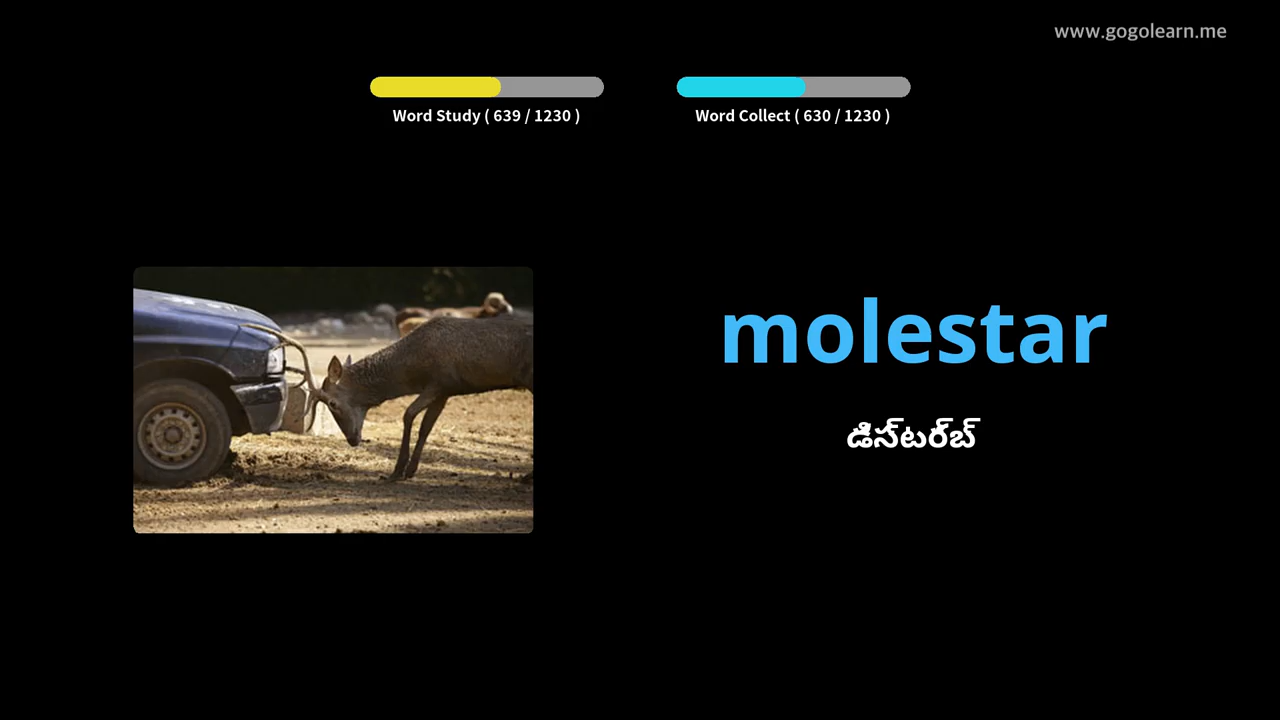 www.gogolearn.me
Word Study ( 639 / 1230 )
Word Collect ( 630 / 1230 )
molestar
డిస్‌టర్‌బ్